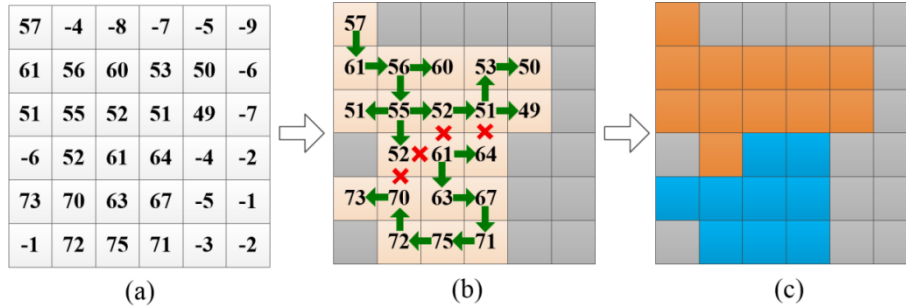 57 -4 -8 -7 -5 -9
61 56 60 53 50 -6
51 55 52 51 49 -7
-6 52 61 64 -4 -2
73 70 63 67 -5 -1
-1 72 75 71 -3 -2
(a)
57
61 56 60 53 50
51 55 52 51 49
52 61 64
73 70 63 67
72 75 71
(b)
(c)